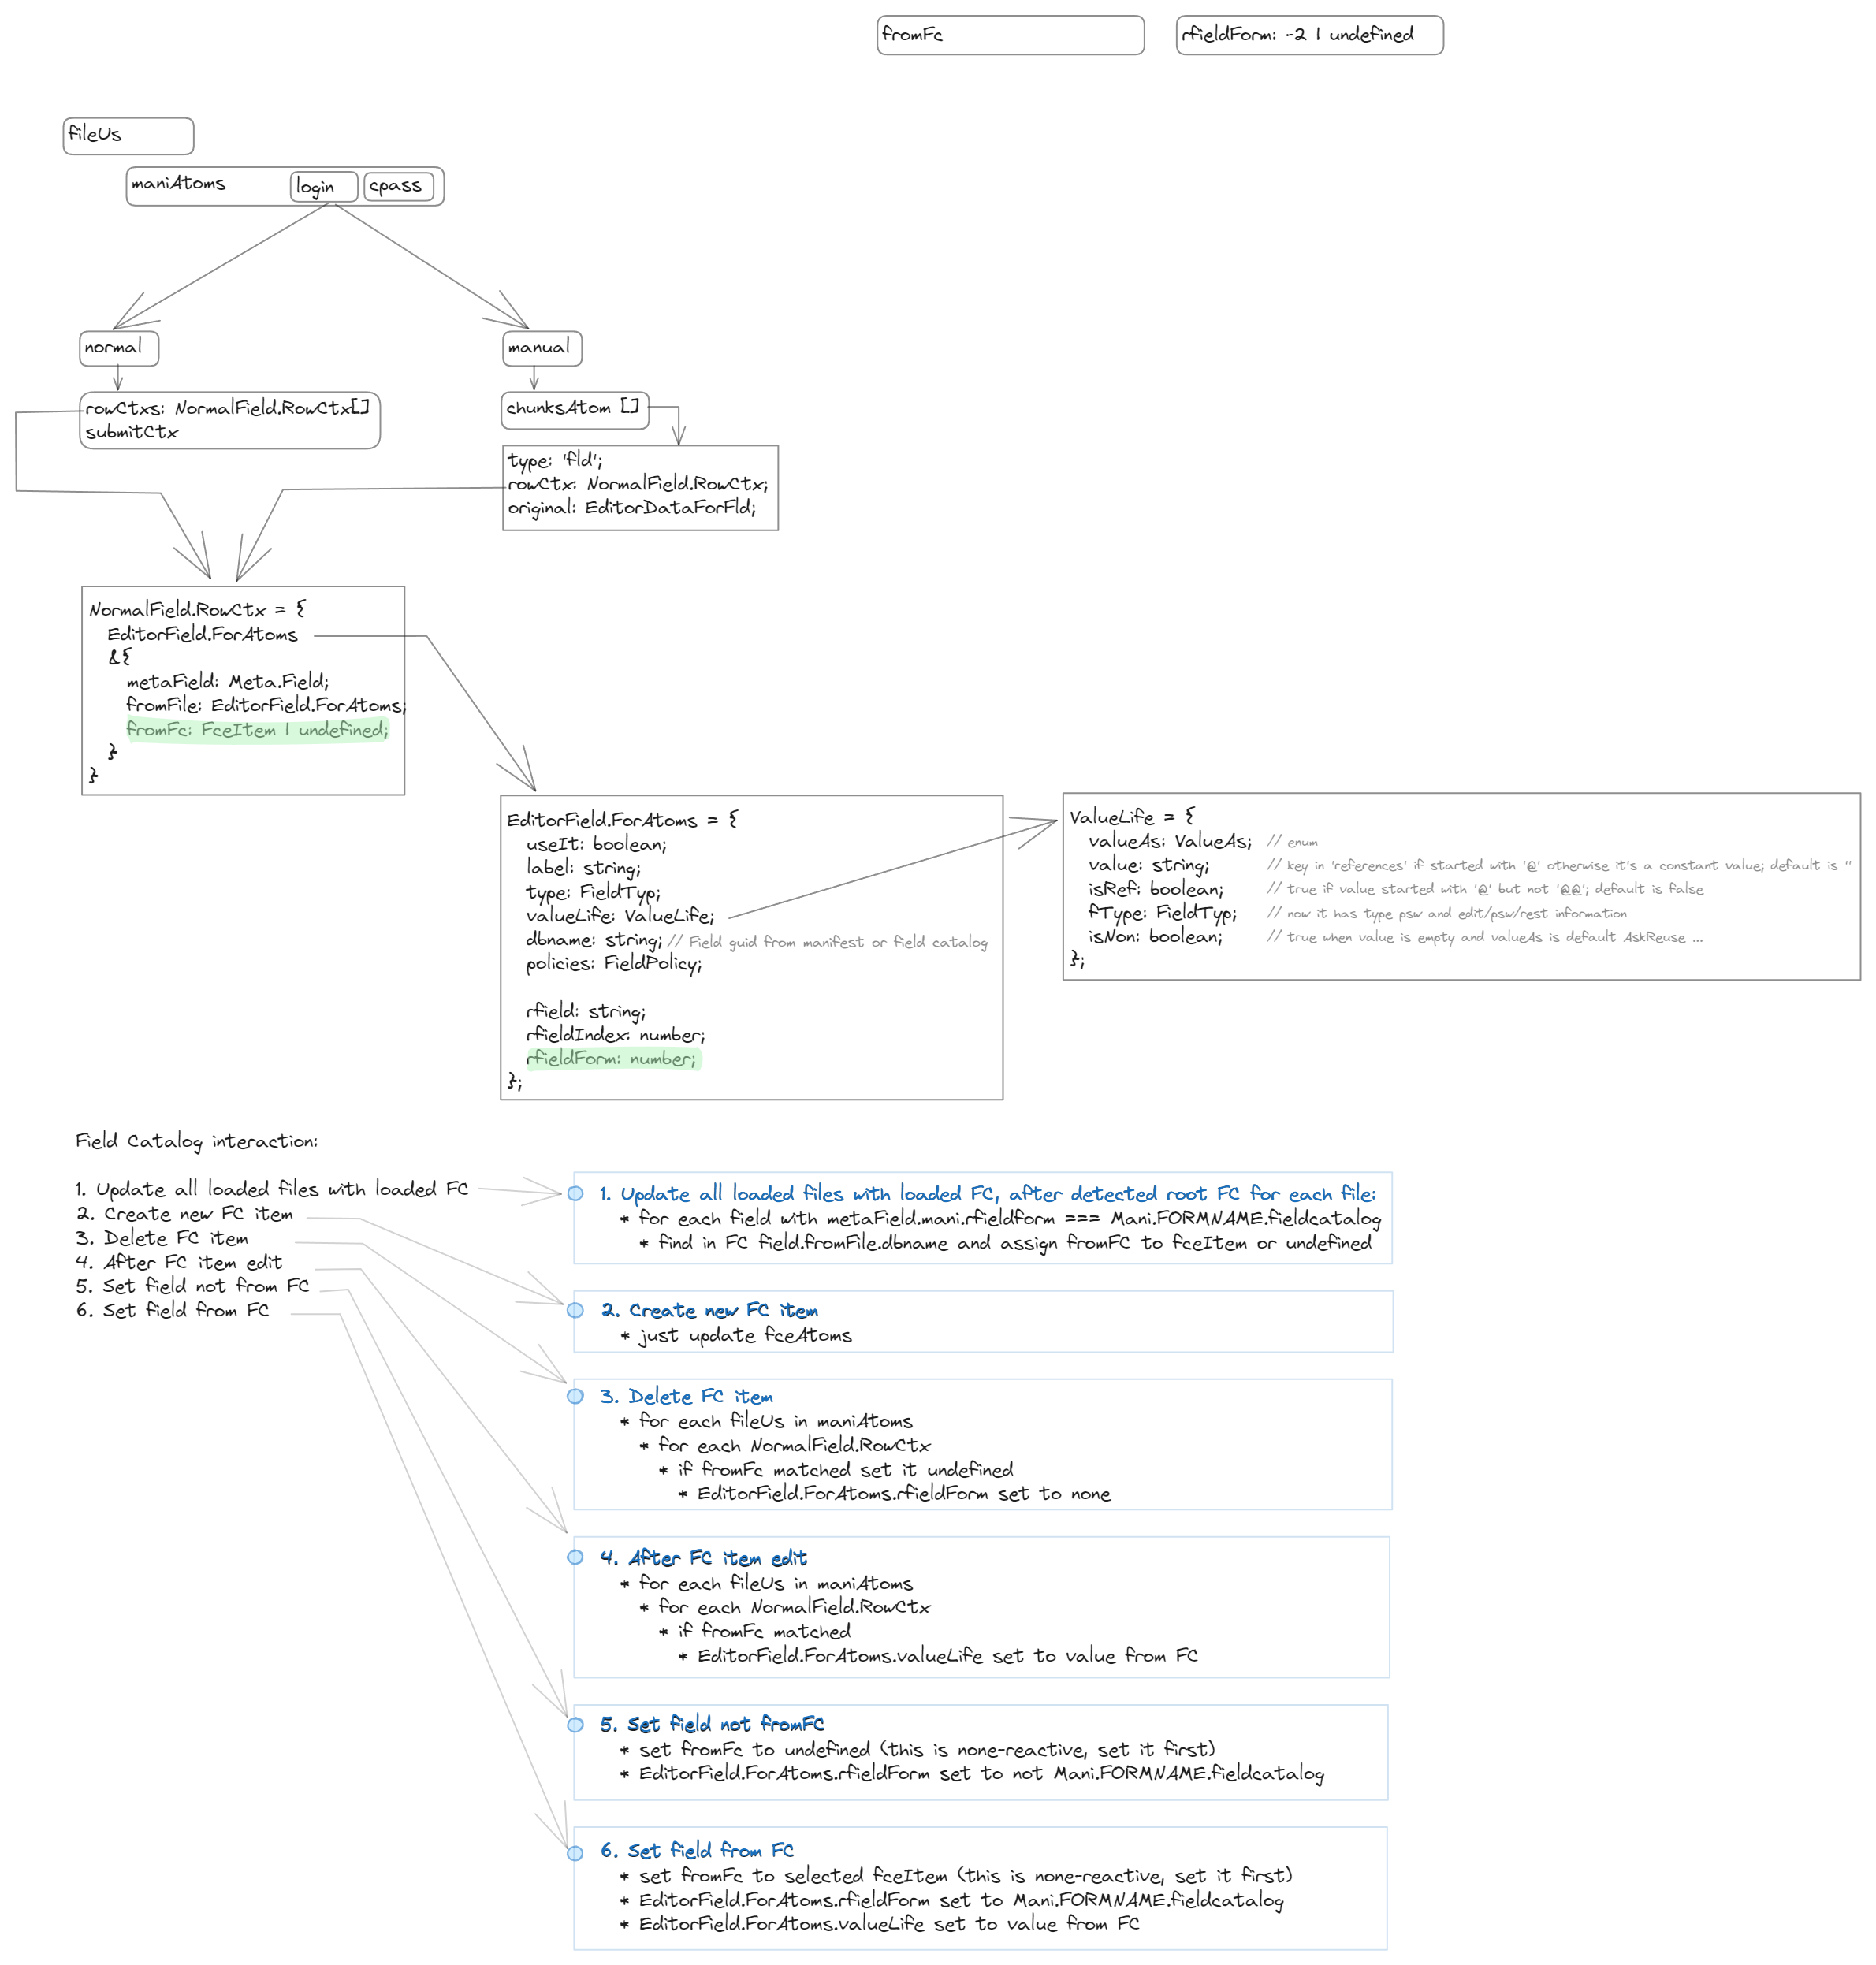 fromFc
rfieldForm: -2 | undefined
fileUs
maniAtoms
login
cpass
normal
manual
rowCtxs: NormalField.RowCtx[]
submitCtx
chunksAtom []
type: 'fld';
rowCtx: NormalField.RowCtx;
original: EditorDataForFld;
NormalField.RowCtx = {
EditorField.ForAtoms
&{
metaField: Meta.Field;
fromFile: EditorField.ForAtoms;
fromFc: FceItem | undefined;
}
}
EditorField.ForAtoms = {
useIt: boolean;
label: string;
type: FieldTyp;
valueLife: ValueLife;
dbname: string; // Field guid from manifest or field catalog
policies: FieldPolicy;
rfield: string;
rfieldIndex: number;
rfieldForm: number;
};
ValueLife = {
valueAs: ValueAs; // enum
value: string; // key in 'references' if started with '@' otherwise it's a constant value; default is ''
isRef: boolean; // true if value started with '@' but not '@@'; default is false
fType: FieldTyp; // now it has type psw and edit/psw/rest information
isNon: boolean; // true when value is empty and valueAs is default AskReuse ...
};
Field Catalog interaction:
1. Update all loaded files with loaded FC
2. Create new FC item
3. Delete FC item
4. After FC item edit
5. Set field not from FC
6. Set field from FC
1. Update all loaded files with loaded FC, after detected root FC for each file:
* for each field with metaField.mani.rfieldform === Mani.FORMNAME.fieldcatalog
* find in FC field.fromFile.dbname and assign fromFC to fceItem or undefined
2. Create new FC item
* just update fceAtoms
3. Delete FC item
* for each fileUs in maniAtoms
* for each NormalField.RowCtx
* if fromFc matched set it undefined
* EditorField.ForAtoms.rfieldForm set to none
4. After FC item edit
* for each fileUs in maniAtoms
* for each NormalField.RowCtx
* if fromFc matched
* EditorField.ForAtoms.valueLife set to value from FC
5. Set field not fromFC
* set fromFc to undefined (this is none-reactive, set it first)
* EditorField.ForAtoms.rfieldForm set to not Mani.FORMNAME.fieldcatalog
6. Set field from FC
* set fromFc to selected fceItem (this is none-reactive, set it first)
* EditorField.ForAtoms.rfieldForm set to Mani.FORMNAME.fieldcatalog
* EditorField.ForAtoms.valueLife set to value from FC